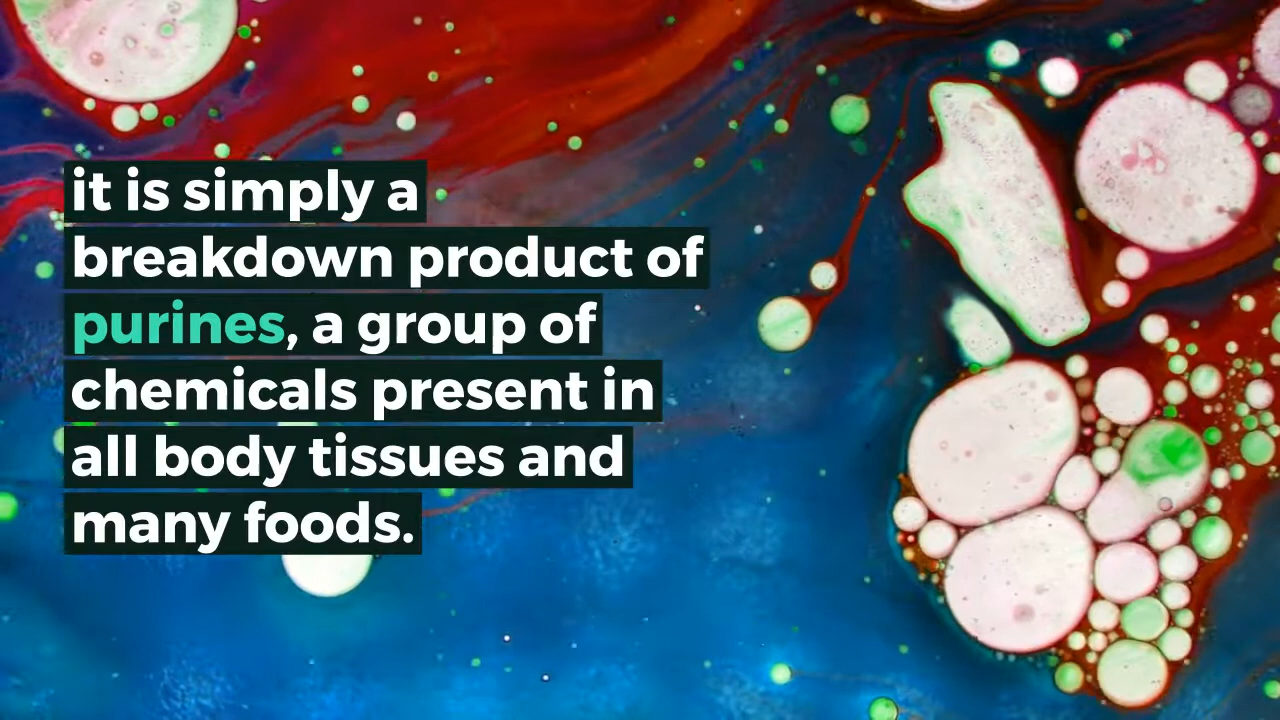 it is simply a
breakdown product of
purines, a group of
chemicals present in
all body tissues and
many foods.